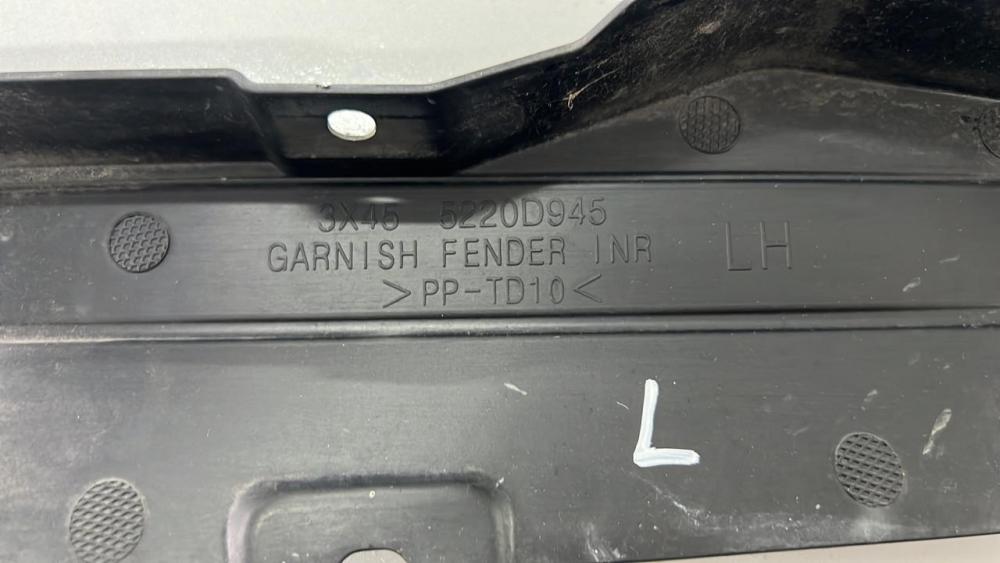 3X45 5220D945
GARNISH FENDER INR LH
>PP-TD10<
L